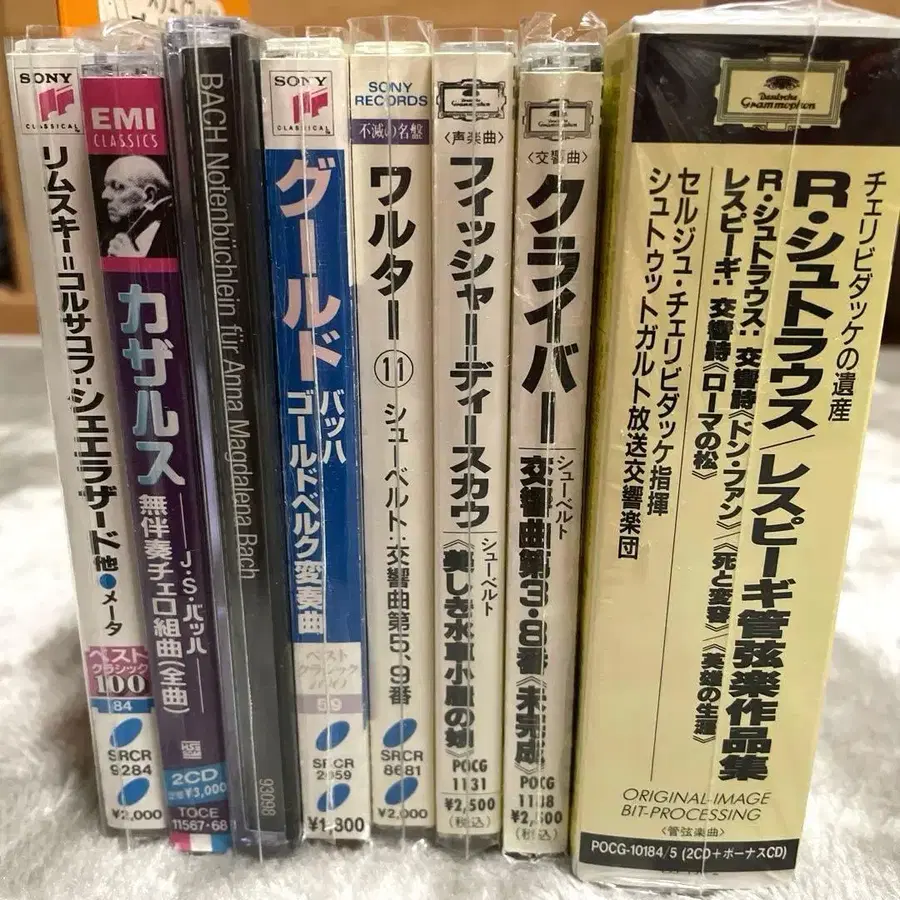 SONY
CLASSICAL
リムスキー=コルサコフ:シェエラザード他●メータ
ベスト
クラシック
100
84
SRCR
9284
¥2,000
EMI
CLASSICS
カザルス
J・S・バッハ
無伴奏チェロ組曲(全曲)
2CD
¥3,000
TOCE
11567・68
BACH Notenbüchlein für Anna Magdalena Bach
93098
SONY
CLASSICAL
グールド
バッハ
ゴールドベルク変奏曲
ベスト
クラシック
100
59
SRCR
2059
SONY
RECORDS
不滅の名盤
ワルター⑪
シューベルト:交響曲第5、9番
SRCR
8681
¥2,000
Deutsche
Grammophon
〈声楽曲〉
フィッシャー=ディースカウ
シューベルト
《美しき水車小屋の娘》
POCG
1131
¥2,500
(税込)
Deutsche
Grammophon
〈交響曲〉
クライバー
シューベルト
交響曲第3・8番《未完成》
POCG
1188
¥2,500
(税込)
Deutsche
Grammophon
チェリビダッケの遺産
R・シュトラウス/レスピーギ管弦楽作品集
R・シュトラウス:交響詩《ドン・ファン》《死と変容》《英雄の生涯》
レスピーギ:交響詩《ローマの松》
セルジュ・チェリビダッケ指揮
シュトゥットガルト放送交響楽団
ORIGINAL-IMAGE
BIT-PROCESSING
〈管弦楽曲〉
POCG-10184/5 (2CD+ボーナスCD)